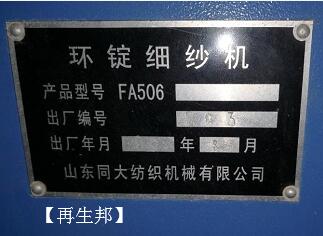 环锭细纱机
产品型号 FA506
出厂编号
出厂年月 年 月
山东同大纺织机械有限公司
【再生邦】